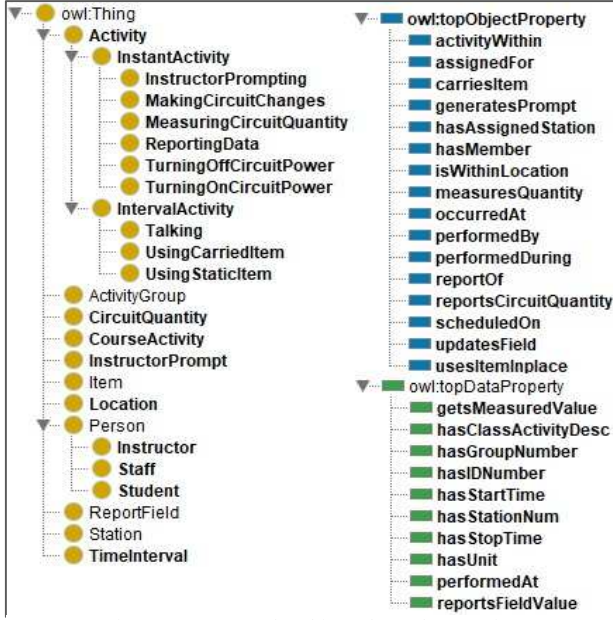 owl:Thing
Activity
InstantActivity
InstructorPrompting
MakingCircuitChanges
MeasuringCircuitQuantity
ReportingData
TurningOffCircuitPower
TurningOnCircuitPower
IntervalActivity
Talking
UsingCarriedItem
UsingStaticItem
ActivityGroup
CircuitQuantity
CourseActivity
InstructorPrompt
Item
Location
Person
Instructor
Staff
Student
ReportField
Station
TimeInterval
owl:topObjectProperty
activityWithin
assignedFor
carriesItem
generatesPrompt
hasAssignedStation
hasMember
isWithinLocation
measuresQuantity
occurredAt
performedBy
performedDuring
reportOf
reportsCircuitQuantity
scheduledOn
updatesField
usesItemInplace
owl:topDataProperty
getsMeasuredValue
hasClassActivityDesc
hasGroupNumber
hasIDNumber
hasStartTime
hasStationNum
hasStopTime
hasUnit
performedAt
reportsFieldValue